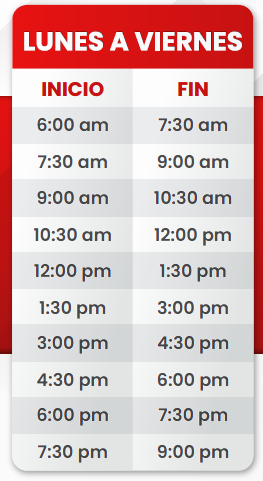 LUNES A VIERNES
INICIO FIN
6:00 am 7:30 am
7:30 am 9:00 am
9:00 am 10:30 am
10:30 am 12:00 pm
12:00 pm 1:30 pm
1:30 pm 3:00 pm
3:00 pm 4:30 pm
4:30 pm 6:00 pm
6:00 pm 7:30 pm
7:30 pm 9:00 pm